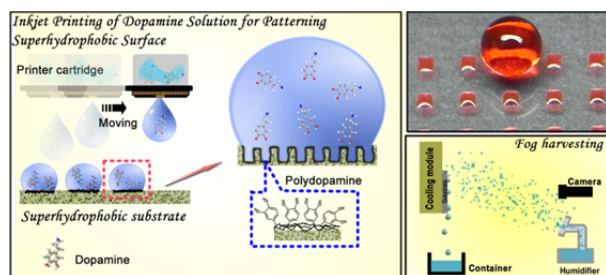 Inkjet Printing of Dopamine Solution for Patterning
Superhydrophobic Surface
Printer cartridge
Moving
Polydopamine
Superhydrophobic substrate
Dopamine
Fog harvesting
Cooling module
Camera
Container
Humidifier